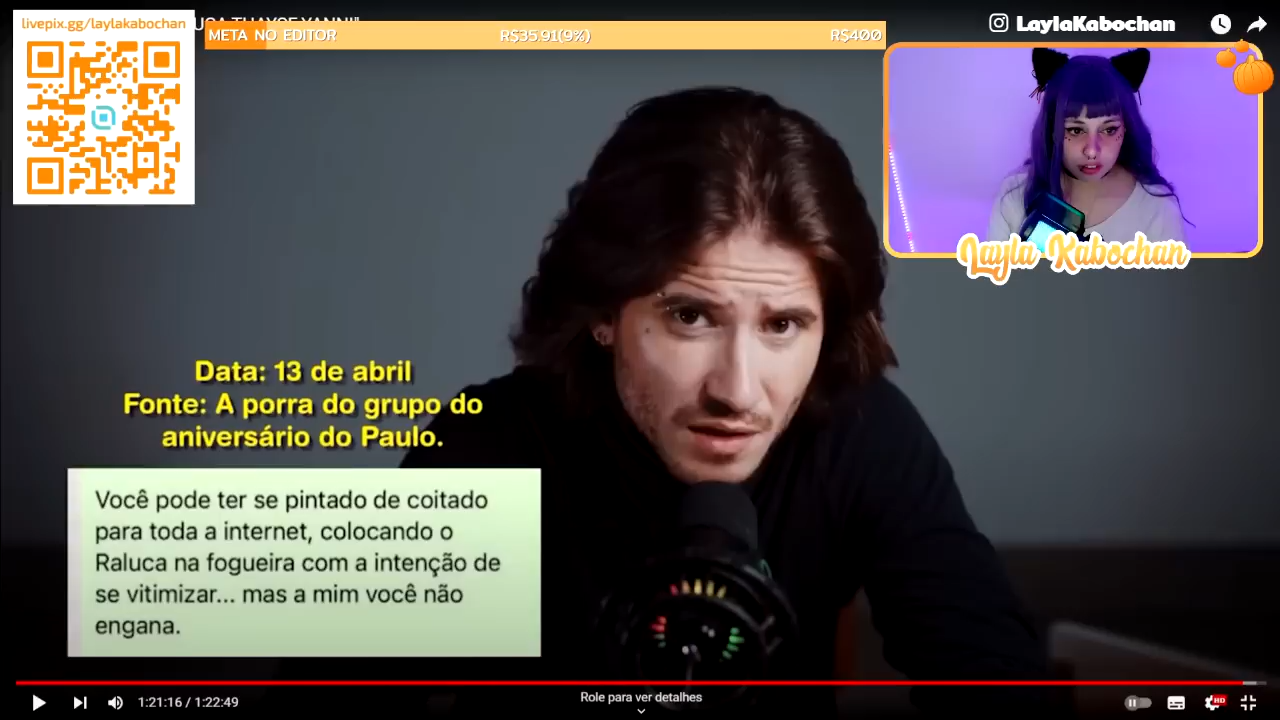 livepix.gg/laylakabochan
META NO EDITOR
R$35.91(9%)
R$400
LaylaKabochan
Layla Kabochan
Data: 13 de abril
Fonte: A porra do grupo do
aniversário do Paulo.
Você pode ter se pintado de coitado
para toda a internet, colocando o
Raluca na fogueira com a intenção de
se vitimizar... mas a mim você não
engana.
1:21:16 / 1:22:49
Role para ver detalhes
HD